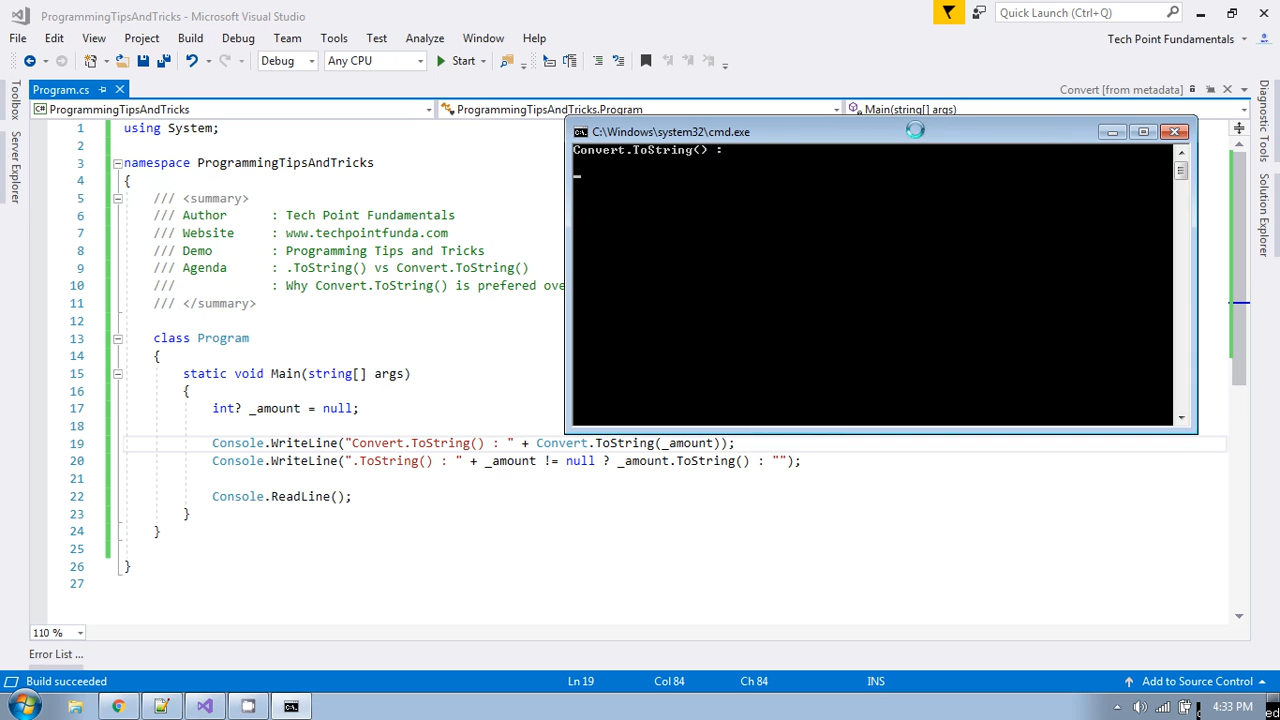 ProgrammingTipsAndTricks - Microsoft Visual Studio
Quick Launch (Ctrl+Q)
File Edit View Project Build Debug Team Tools Test Analyze Window Help
Tech Point Fundamentals
Debug Any CPU Start
Program.cs
Convert [from metadata]
ProgrammingTipsAndTricks
ProgrammingTipsAndTricks.Program
Main(string[] args)
Toolbox
Server Explorer
Diagnostic Tools
Solution Explorer
C:\Windows\system32\cmd.exe
Convert.ToString() :
1 using System;
2
3 namespace ProgrammingTipsAndTricks
4 {
5 /// <summary>
6 /// Author : Tech Point Fundamentals
7 /// Website : www.techpointfunda.com
8 /// Demo : Programming Tips and Tricks
9 /// Agenda : .ToString() vs Convert.ToString()
10 /// : Why Convert.ToString() is prefered ove
11 /// </summary>
12
13 class Program
14 {
15 static void Main(string[] args)
16 {
17 int? _amount = null;
18
19 Console.WriteLine("Convert.ToString() : " + Convert.ToString(_amount));
20 Console.WriteLine(".ToString() : " + _amount != null ? _amount.ToString() : "");
21
22 Console.ReadLine();
23 }
24 }
25
26 }
27
110 %
Error List ...
Build succeeded
Ln 19 Col 84 Ch 84 INS
Add to Source Control
4:33 PM